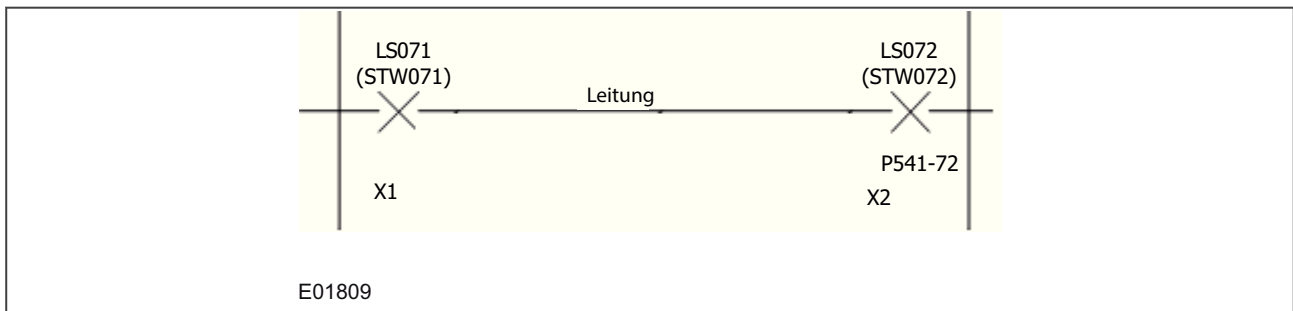 LS071
(STW071)
LS072
(STW072)
Leitung
P541-72
X1
X2
E01809